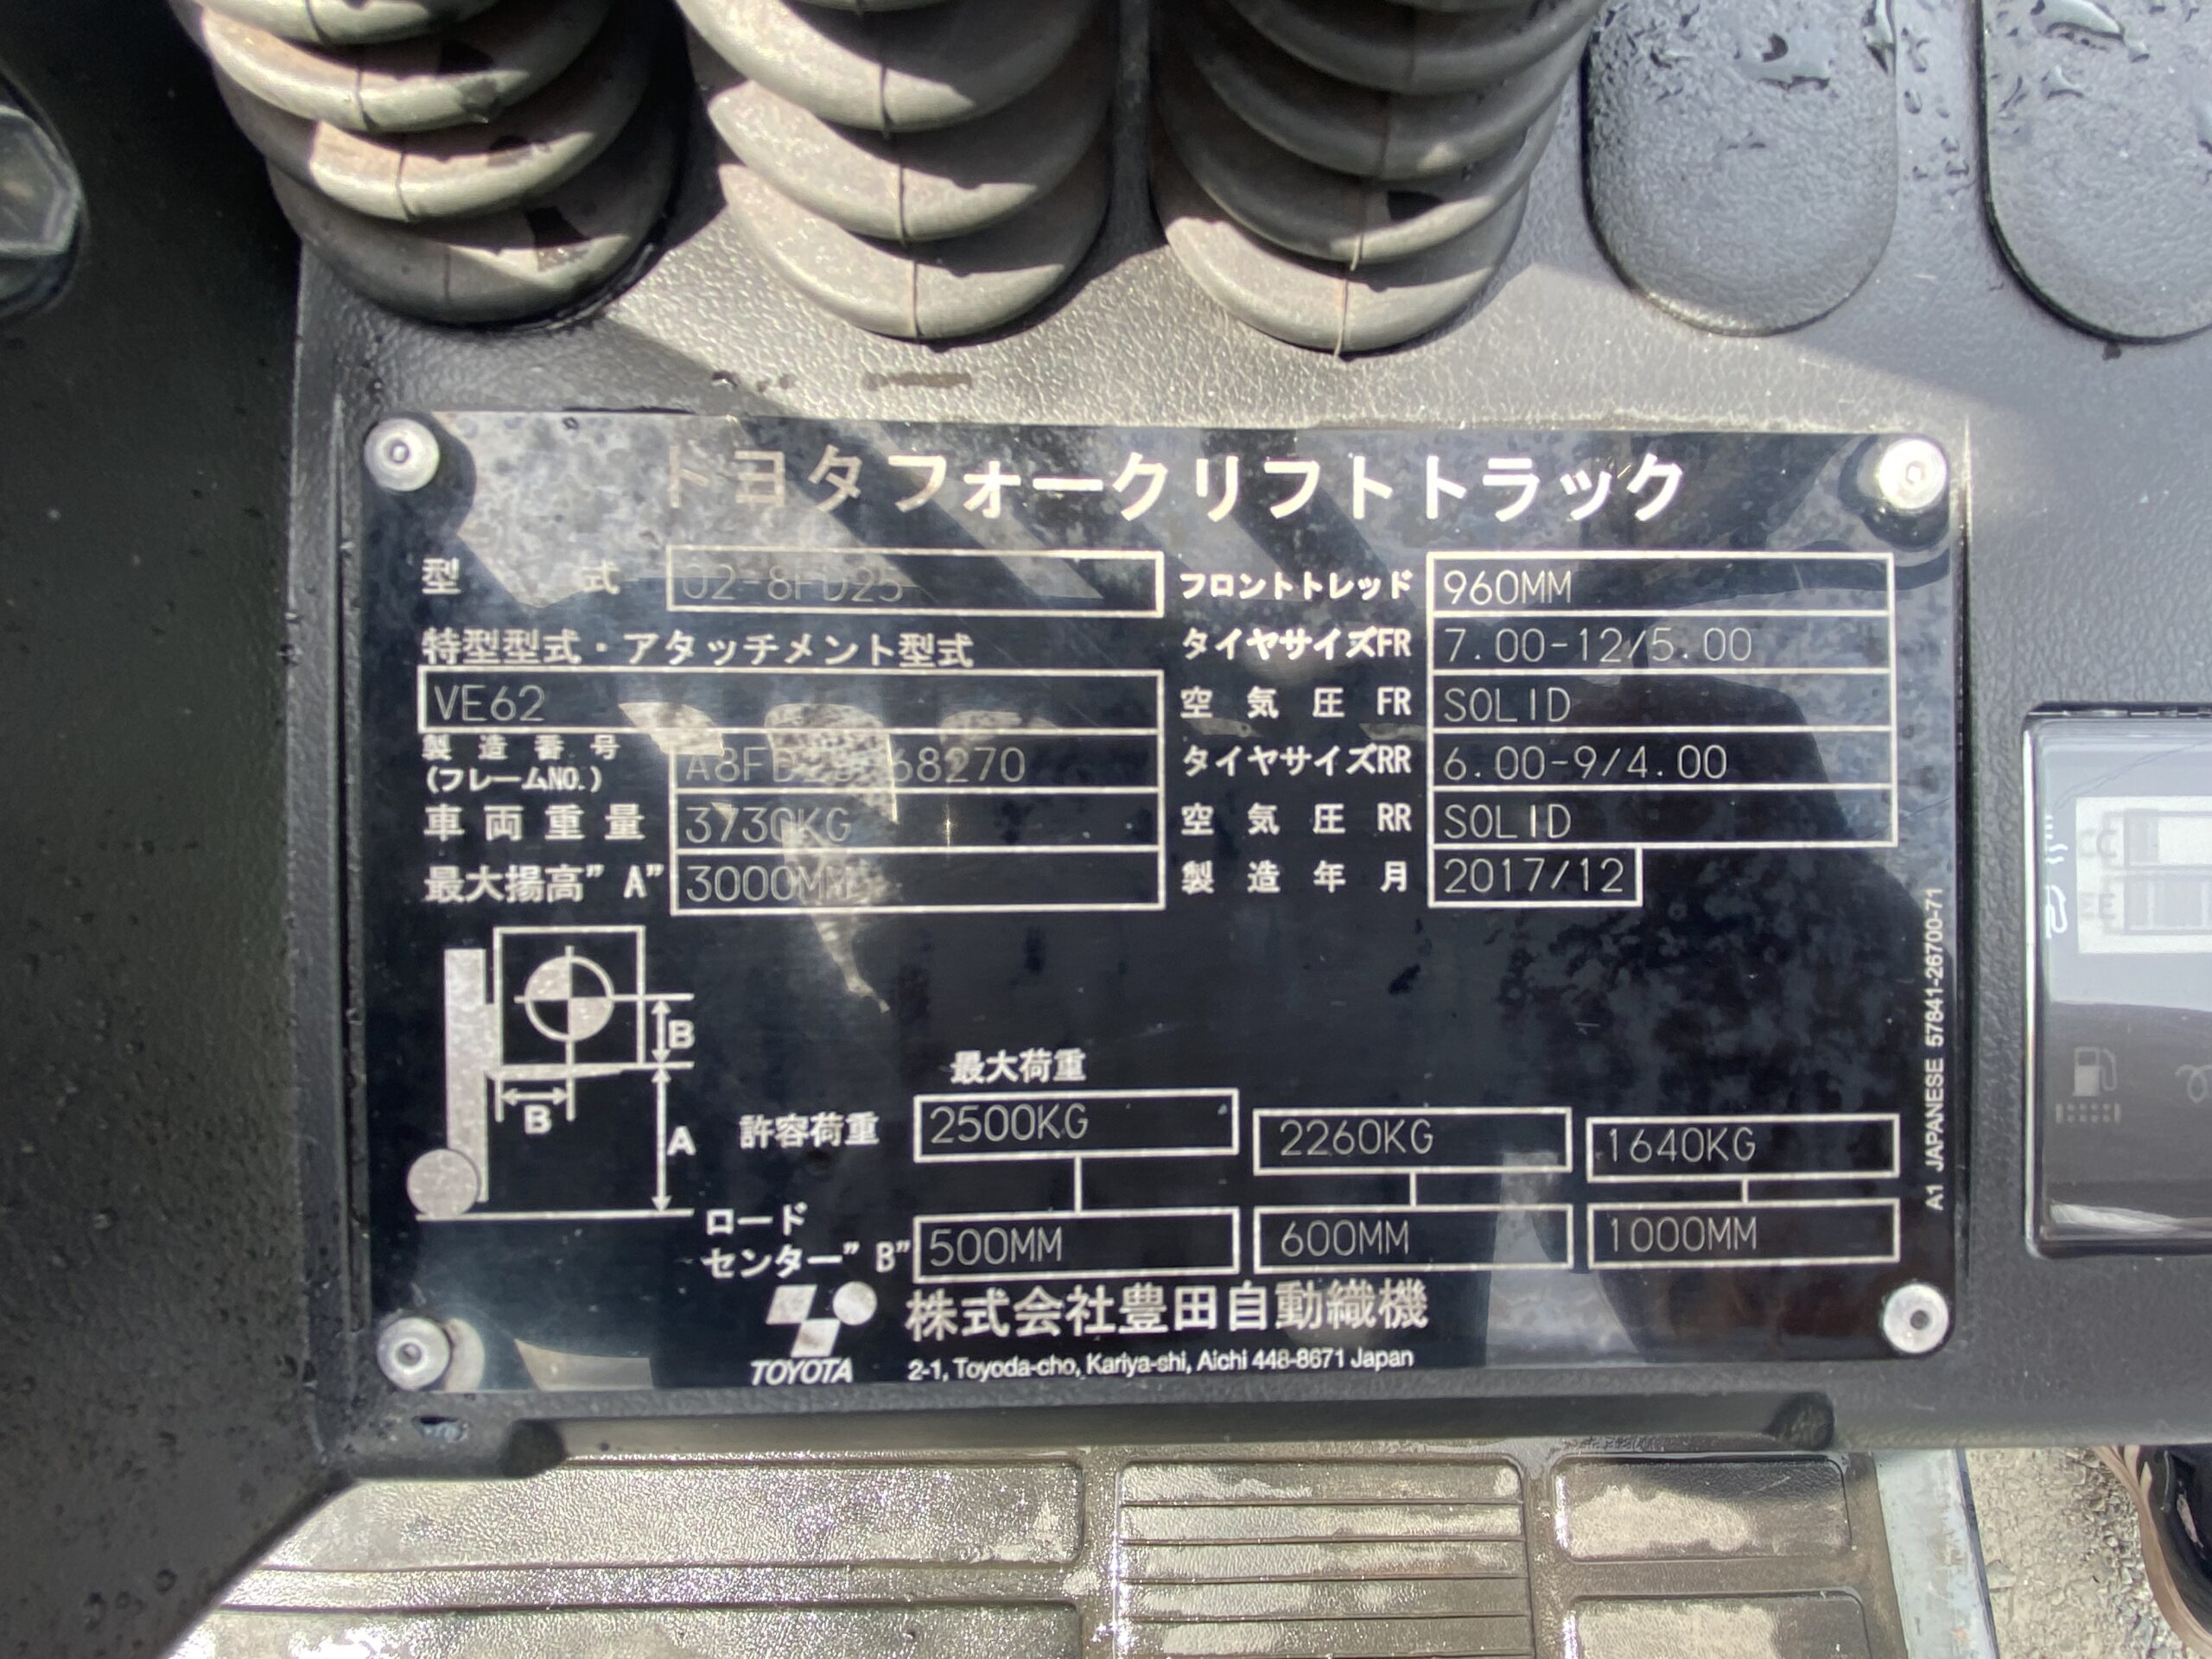 トヨタフォークリフトトラック
型 式 02-8FD25
特型型式・アタッチメント型式
VE62
製造番号
(フレームNO.)
車両重量 3730KG
最大揚高"A" 3000MM
フロントトレッド 960MM
タイヤサイズFR 7.00-12/5.00
空気圧 FR SOLID
タイヤサイズRR 6.00-9/4.00
空気圧 RR SOLID
製造年月 2017/12
B
B
A
最大荷重
許容荷重 2500KG 2260KG 1640KG
ロード
センター"B" 500MM 600MM 1000MM
株式会社豊田自動織機
TOYOTA 2-1, Toyoda-cho, Kariya-shi, Aichi 448-8671 Japan
A1 JAPANESE 57841-26700-71